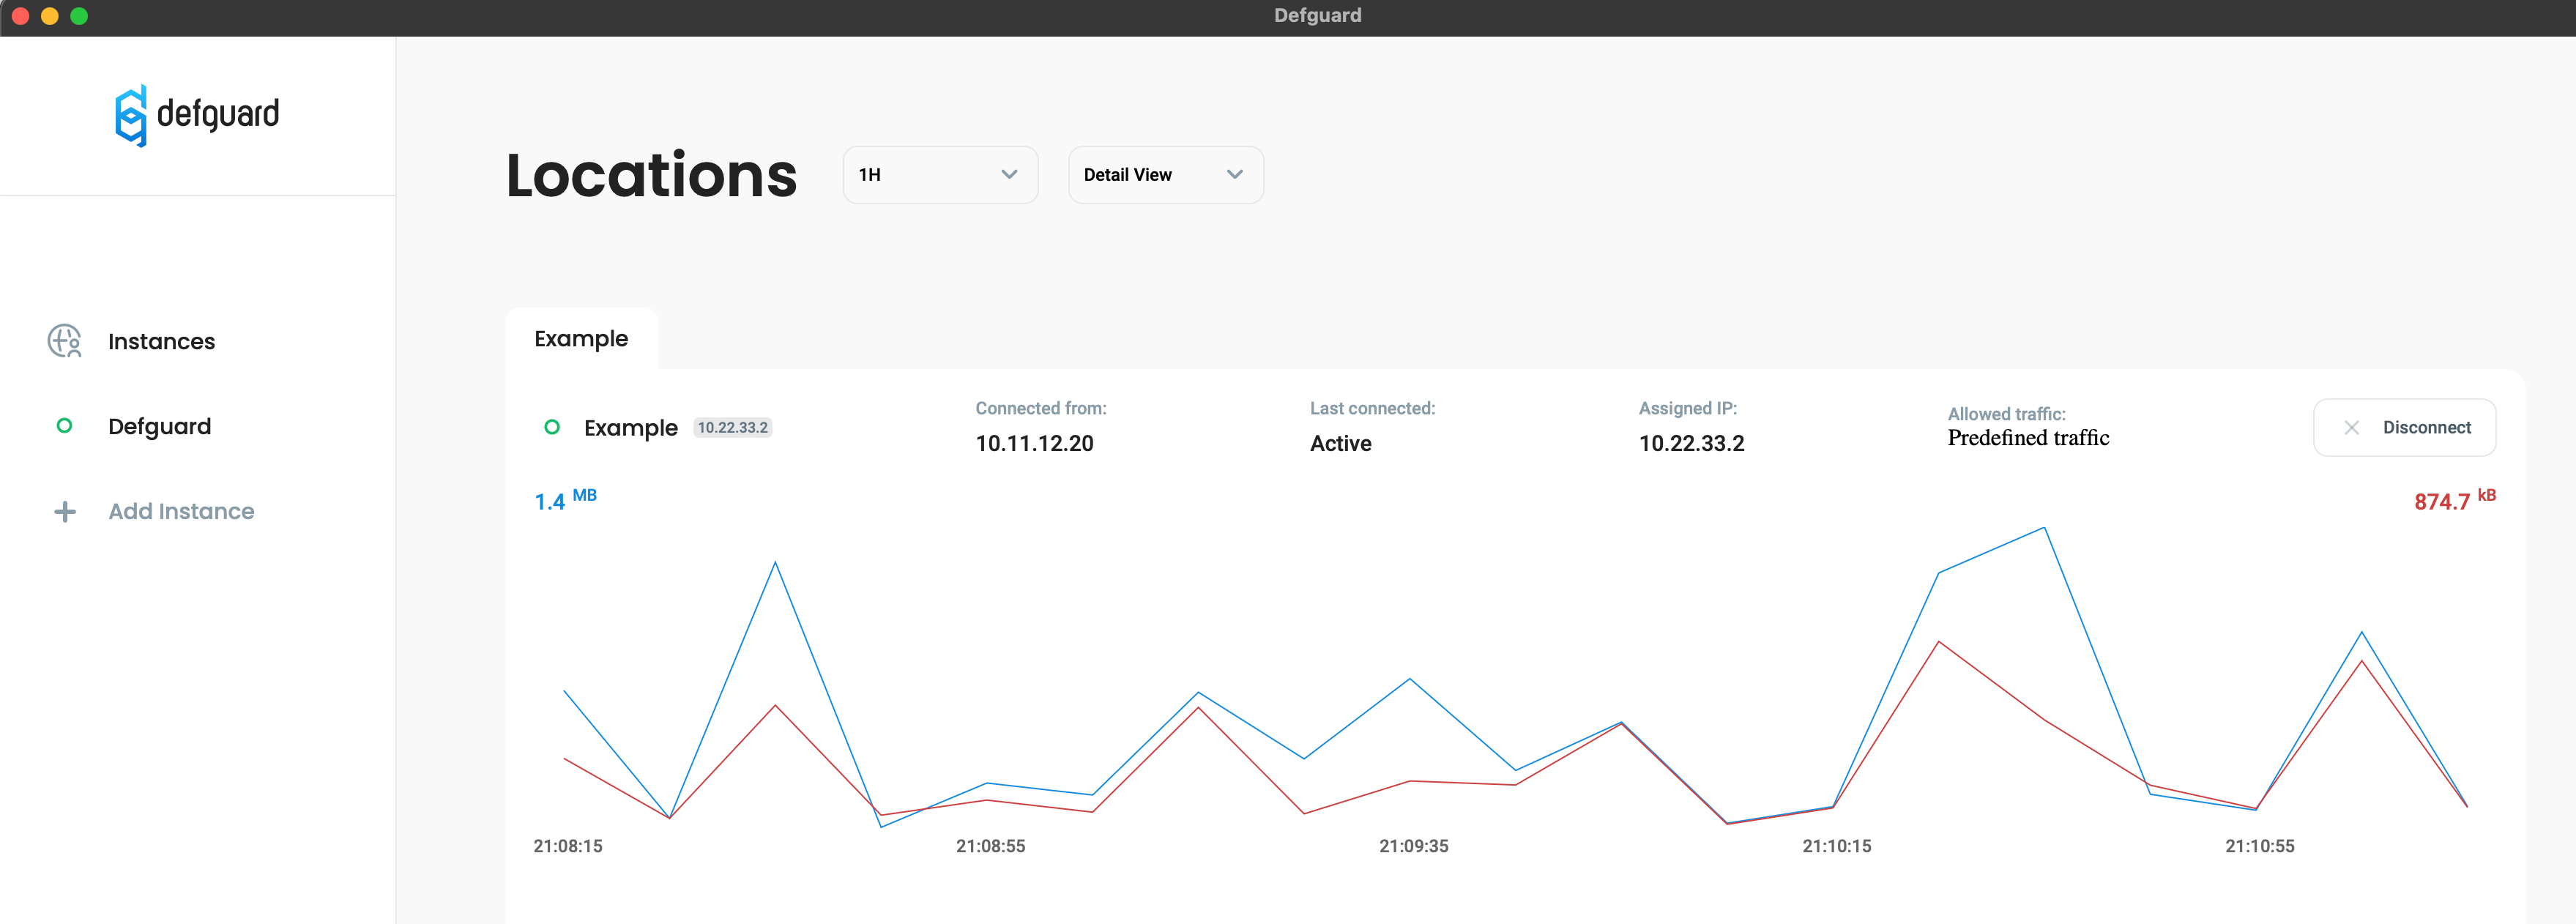 Defguard
defguard
Locations
1H
Detail View
Instances
Defguard
Add Instance
Example
Example 10.22.33.2
Connected from:
10.11.12.20
Last connected:
Active
Assigned IP:
10.22.33.2
Allowed traffic:
Predefined traffic
Disconnect
1.4 MB
874.7 kB
21:08:15 21:08:55 21:09:35 21:10:15 21:10:55